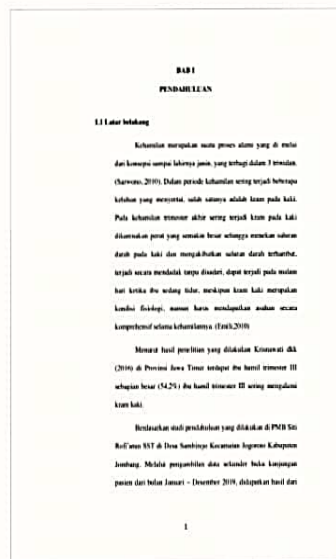 BAB I
PENDAHULUAN
1.1 Latar belakang
Kehamilan merupakan suatu proses alami yang di mulai
dari konsepsi sampai lahirnya janin, yang terbagi dalam 3 trimulan.
(Sarwono, 2010). Dalam periode kehamilan sering terjadi beberapa
keluhan yang menyertai, salah satunya adalah kram pada kaki.
Pada kehamilan trimester akhir sering terjadi kram pada kaki
dikarenakan perut yang semakin besar sehingga menekan saluran
darah pada kaki dan mengakibatkan saluran darah terhambat,
terjadi secara mendadak tanpa disadari, dapat terjadi pada malam
hari ketika ibu sedang tidur, meskipun kram kaki merupakan
kondisi fisiologi, namun harus mendapatkan asuhan secara
komprehensif selama kehamilannya.
Menurut hasil penelitian yang dilakukan dkk
(2016) di Provinsi Jawa Timur terdapat ibu hamil trimester III
sebagian besar (54,2%) ibu hamil trimester III sering mengalami
kram kaki.
Berdasarkan studi pendahuluan yang dilakukan di PMB Siti
SST di Desa Sambirejo Kecamatan Jogoroto Kabupaten
Jombang. Melalui pengambilan data sekunder buku kunjungan
pasien dari bulan Januari – Desember 2019, didapatkan hasil dari
1